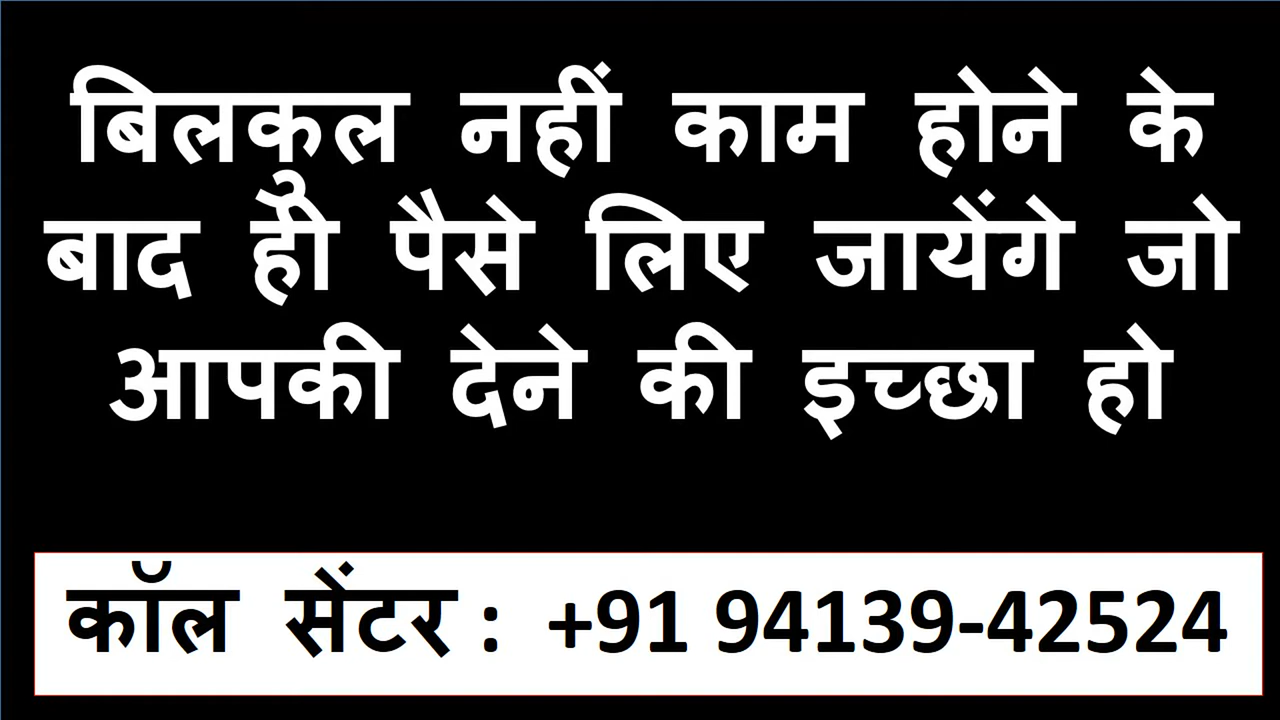 बिलकुल नहीं काम होने के
बाद ही पैसे लिए जायेंगे जो
आपकी देने की इच्छा हो
कॉल सेंटर : +91 94139-42524